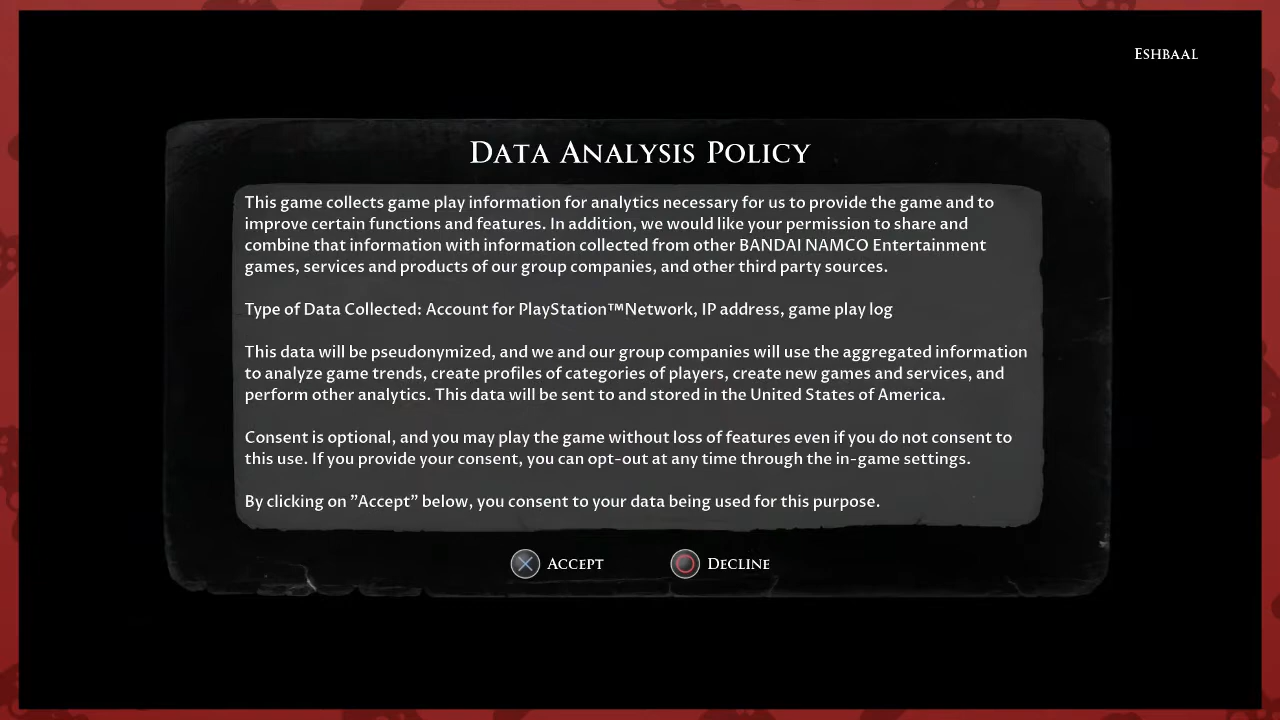 Eshbaal
Data Analysis Policy
This game collects game play information for analytics necessary for us to provide the game and to
improve certain functions and features. In addition, we would like your permission to share and
combine that information with information collected from other BANDAI NAMCO Entertainment
games, services and products of our group companies, and other third party sources.
Type of Data Collected: Account for PlayStation™Network, IP address, game play log
This data will be pseudonymized, and we and our group companies will use the aggregated information
to analyze game trends, create profiles of categories of players, create new games and services, and
perform other analytics. This data will be sent to and stored in the United States of America.
Consent is optional, and you may play the game without loss of features even if you do not consent to
this use. If you provide your consent, you can opt-out at any time through the in-game settings.
By clicking on ”Accept” below, you consent to your data being used for this purpose.
Accept Decline